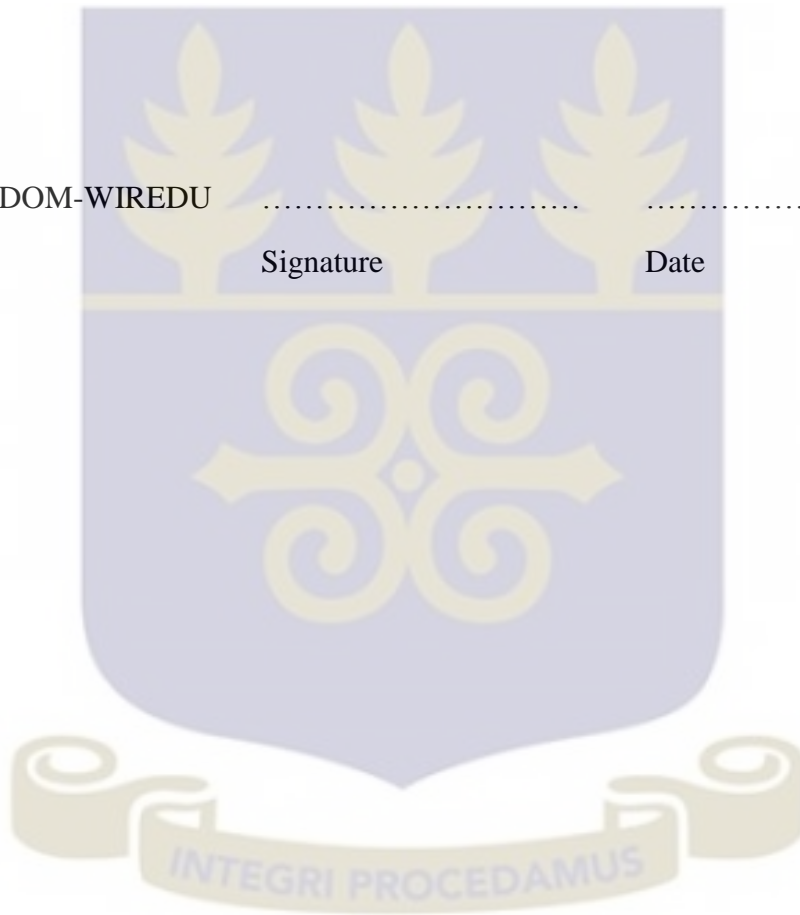 DOM-WIREDU ………………………… ……………
Signature Date
INTEGRI PROCEDAMUS